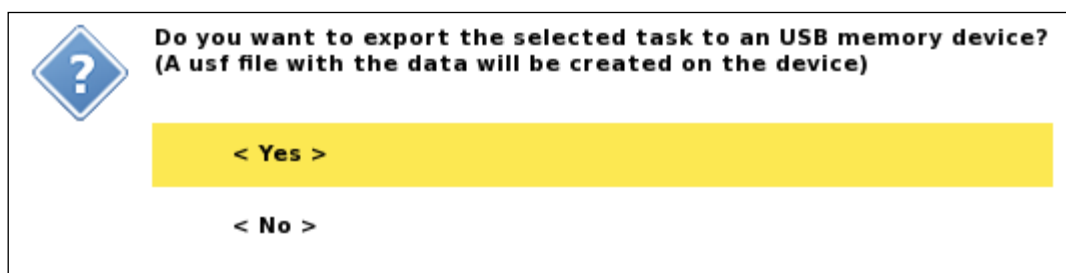 Do you want to export the selected task to an USB memory device?
(A usf file with the data will be created on the device)
< Yes >
< No >